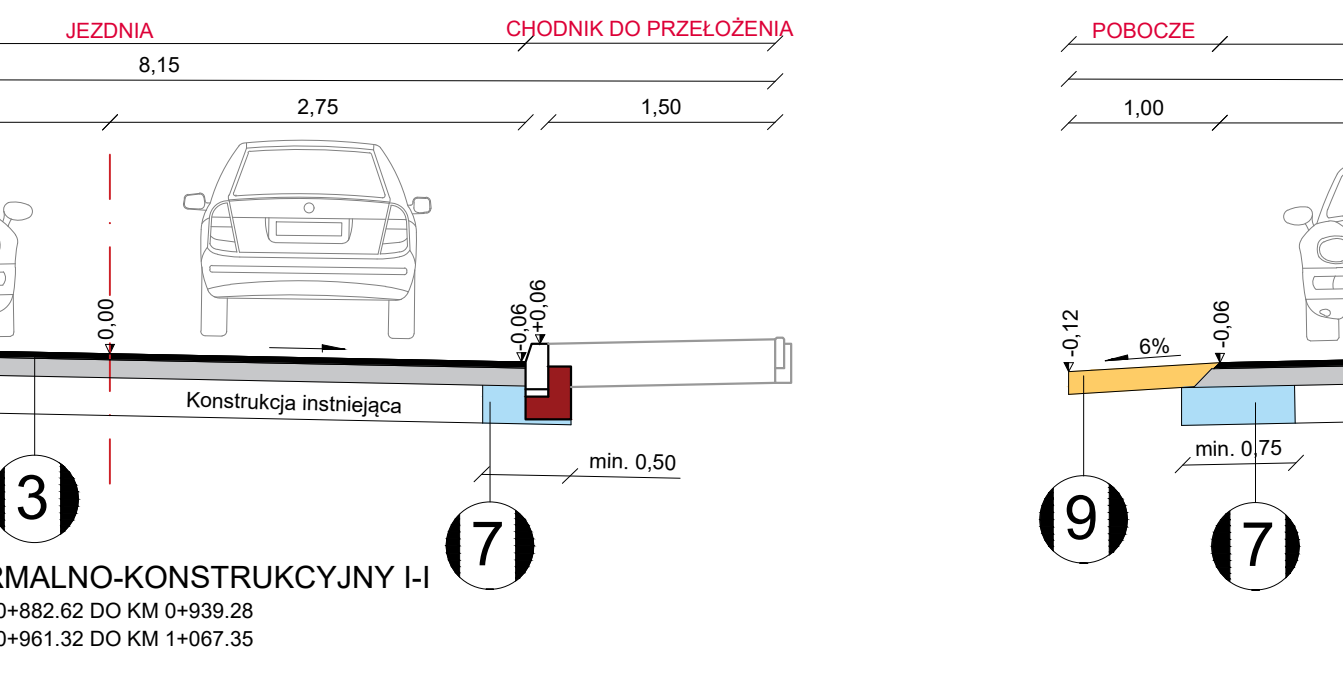 JEZDNIA
CHODNIK DO PRZEŁOŻENIA
8,15
2,75
1,50
0,00
-0,06
+0,06
Konstrukcja instniejąca
min. 0,50
3
7
RMALNO-KONSTRUKCYJNY I-I
0+882.62 DO KM 0+939.28
0+961.32 DO KM 1+067.35
POBOCZE
1,00
-0,12
6%
-0,06
min. 0,75
9
7